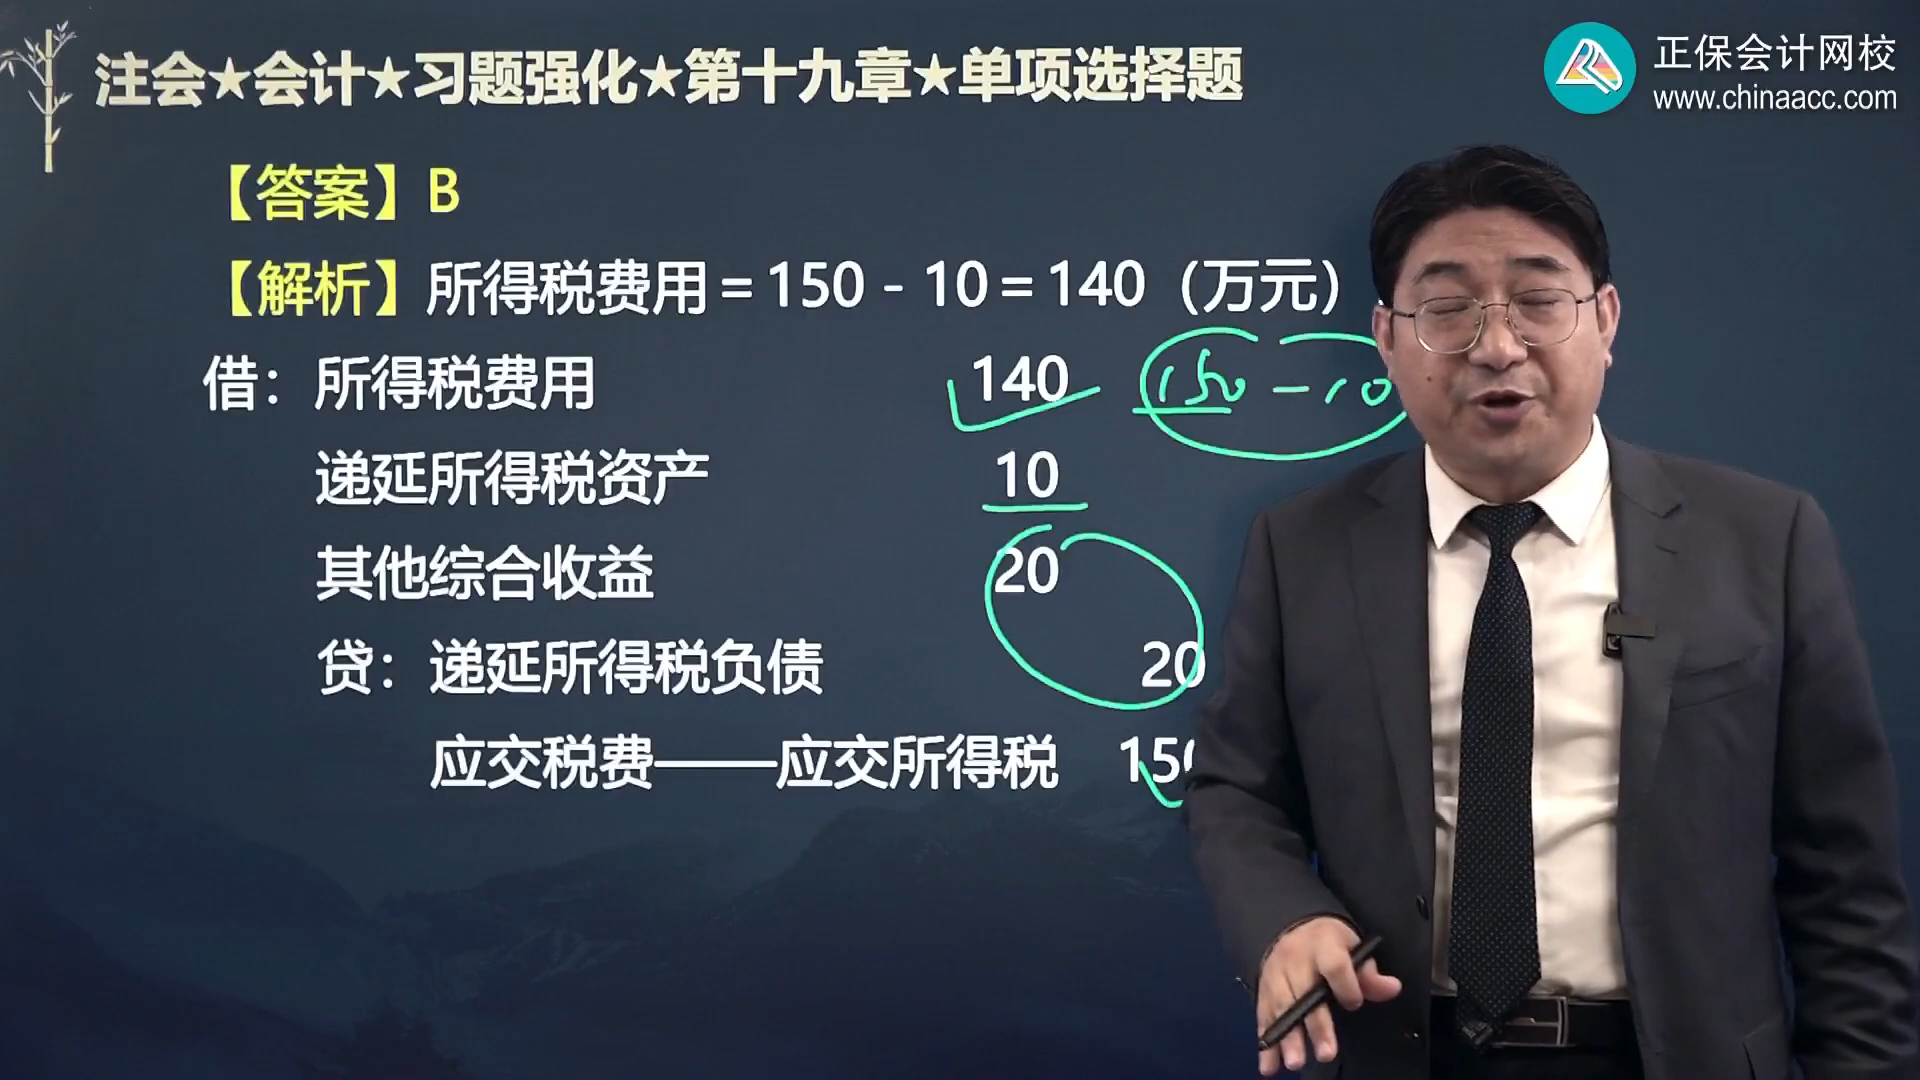 注会★会计★习题强化★第十九章★单项选择题
正保会计网校
www.chinaacc.com
【答案】B
【解析】所得税费用＝150－10＝140（万元）
借：所得税费用 140 150-10
递延所得税资产 10
其他综合收益 20
贷：递延所得税负债 20
应交税费——应交所得税 150